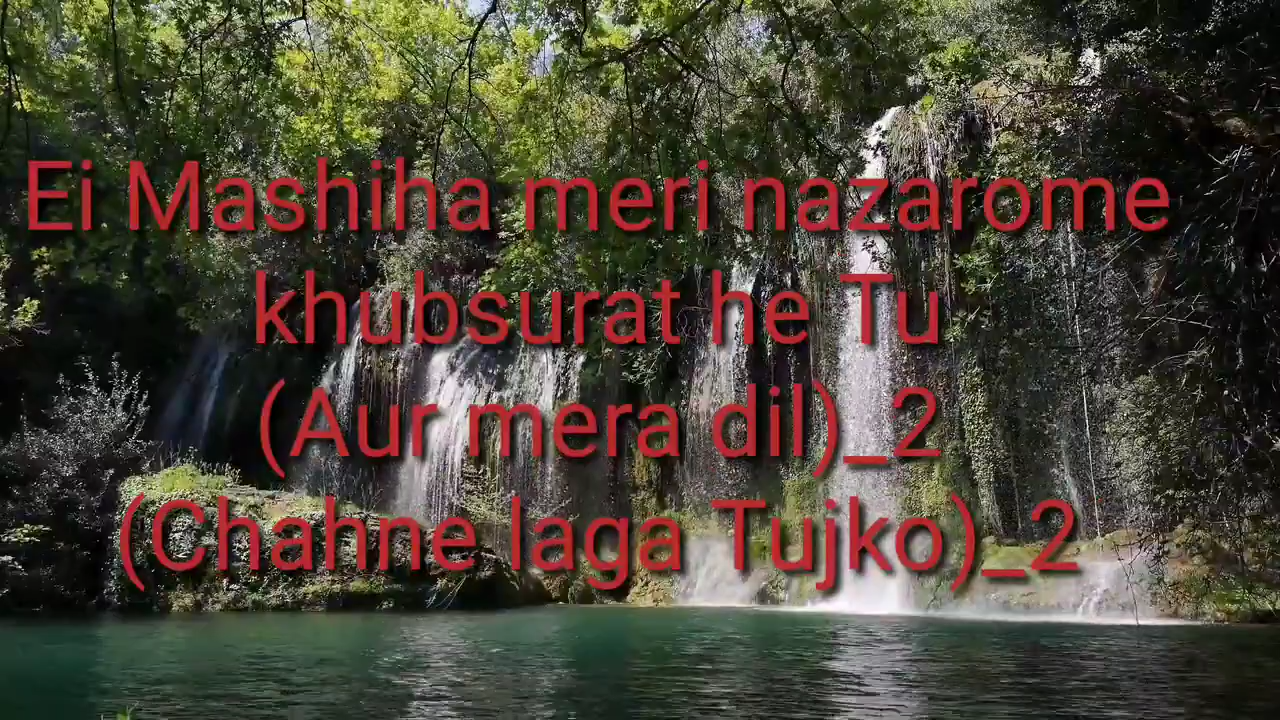 Ei Mashiha meri nazarome
khubsurat he Tu
(Aur mera dil)_2
(Chahne laga Tujko)_2